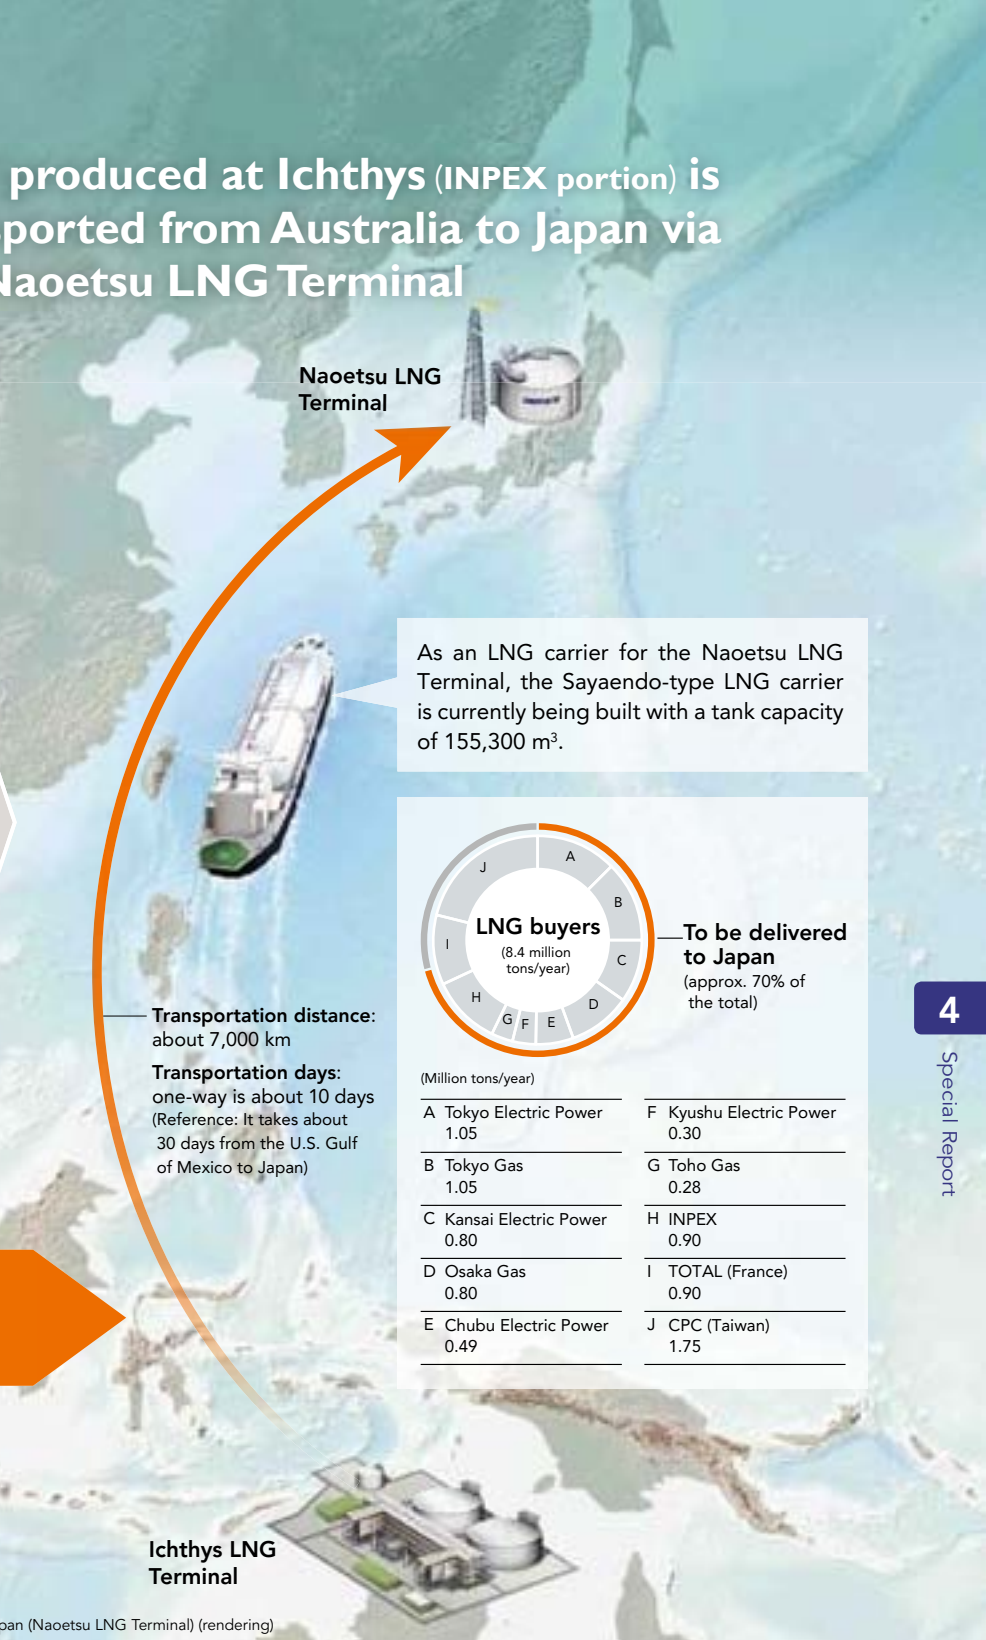 produced at Ichthys (INPEX portion) is
ported from Australia to Japan via
Naoetsu LNG Terminal
Naoetsu LNG
Terminal
As an LNG carrier for the Naoetsu LNG
Terminal, the Sayaendo-type LNG carrier
is currently being built with a tank capacity
of 155,300 m³.
J
A
B
I
C
H
D
G
F
E
LNG buyers
(8.4 million
tons/year)
To be delivered
to Japan
(approx. 70% of
the total)
Transportation distance:
about 7,000 km
Transportation days:
one-way is about 10 days
(Reference: It takes about
30 days from the U.S. Gulf
of Mexico to Japan)
(Million tons/year)
A Tokyo Electric Power
1.05
B Tokyo Gas
1.05
C Kansai Electric Power
0.80
D Osaka Gas
0.80
E Chubu Electric Power
0.49
F Kyushu Electric Power
0.30
G Toho Gas
0.28
H INPEX
0.90
I TOTAL (France)
0.90
J CPC (Taiwan)
1.75
4
Special Report
Ichthys LNG
Terminal
pan (Naoetsu LNG Terminal) (rendering)